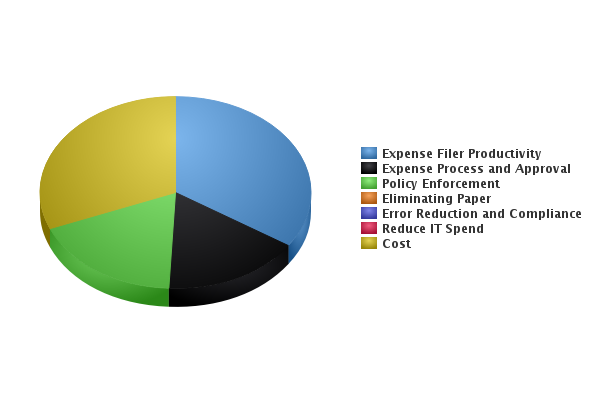 Expense Filer Productivity
Expense Process and Approval
Policy Enforcement
Eliminating Paper
Error Reduction and Compliance
Reduce IT Spend
Cost